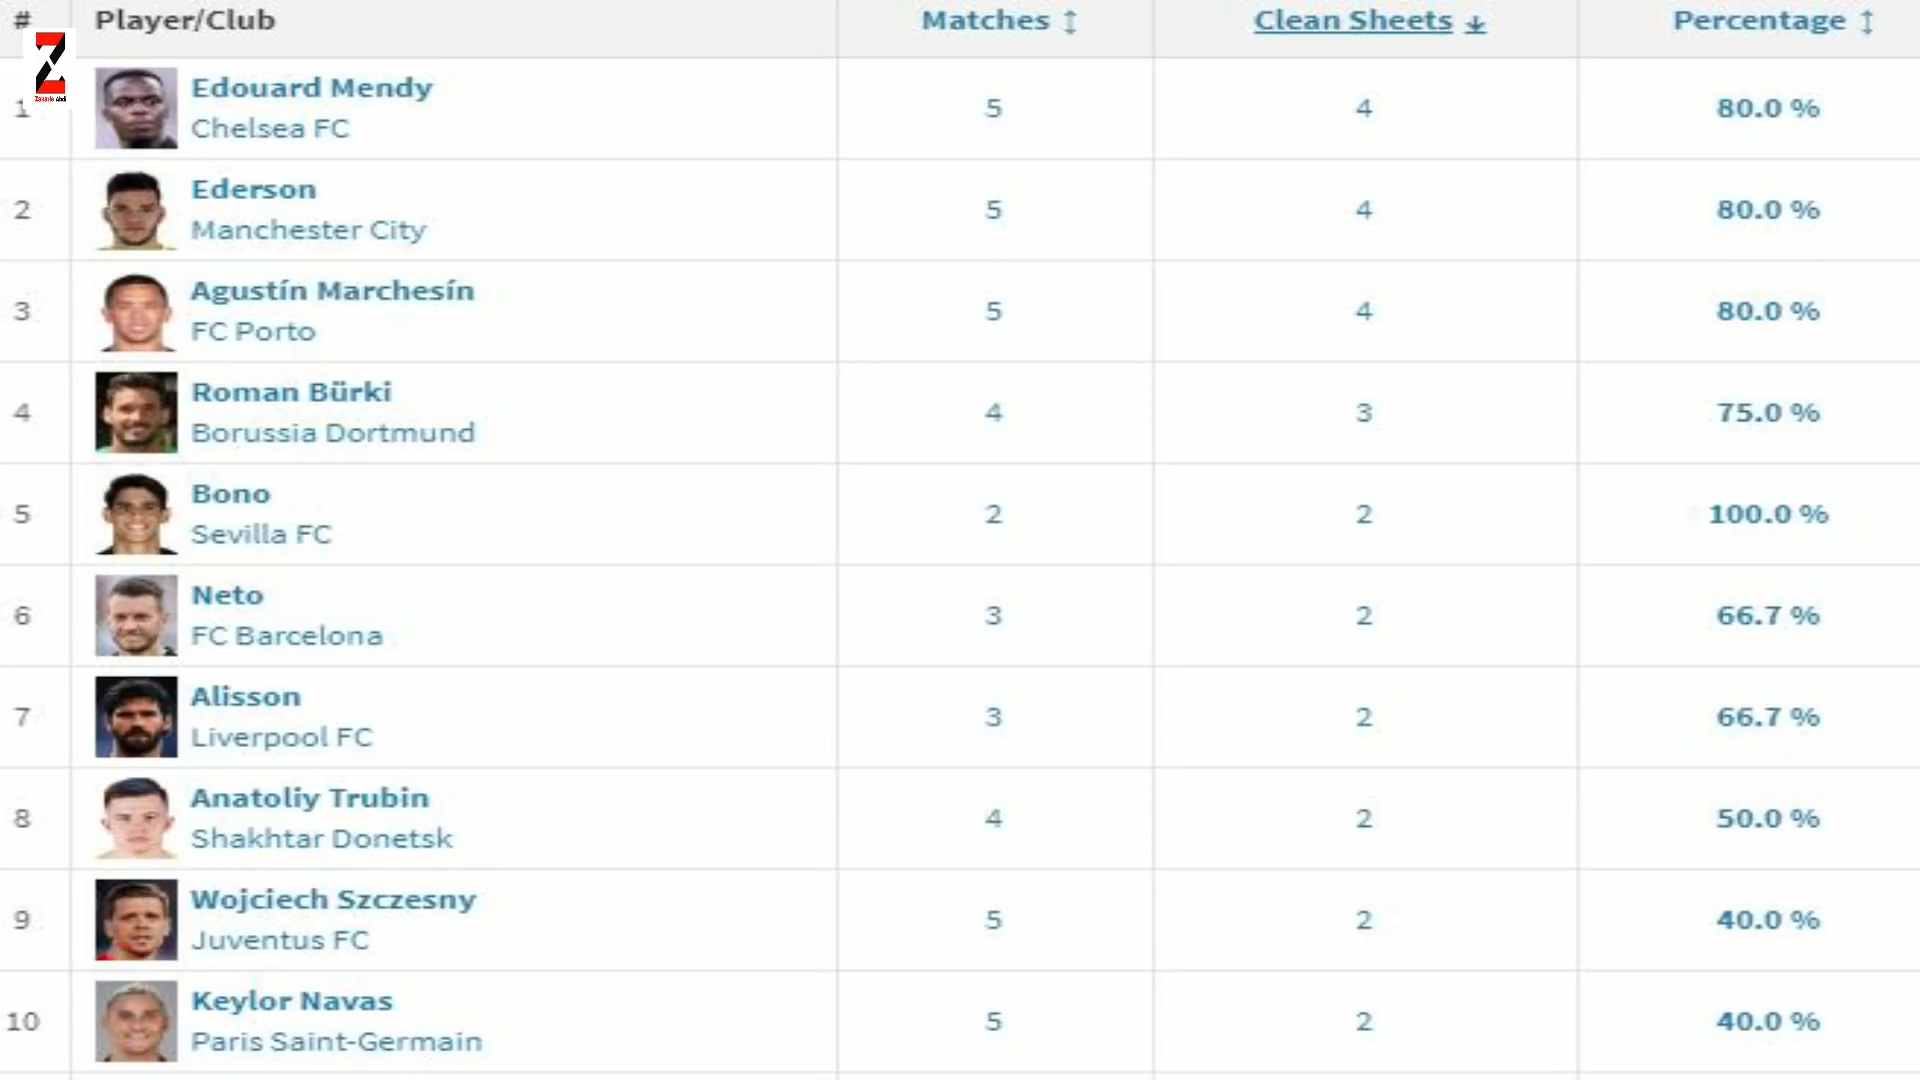 # Player/Club Matches Clean Sheets Percentage
Z
Zakarie Abdi
1 Edouard Mendy 5 4 80.0 %
Chelsea FC
2 Ederson 5 4 80.0 %
Manchester City
3 Agustín Marchesín 5 4 80.0 %
FC Porto
4 Roman Bürki 4 3 75.0 %
Borussia Dortmund
5 Bono 2 2 100.0 %
Sevilla FC
6 Neto 3 2 66.7 %
FC Barcelona
7 Alisson 3 2 66.7 %
Liverpool FC
8 Anatoliy Trubin 4 2 50.0 %
Shakhtar Donetsk
9 Wojciech Szczesny 5 2 40.0 %
Juventus FC
10 Keylor Navas 5 2 40.0 %
Paris Saint-Germain